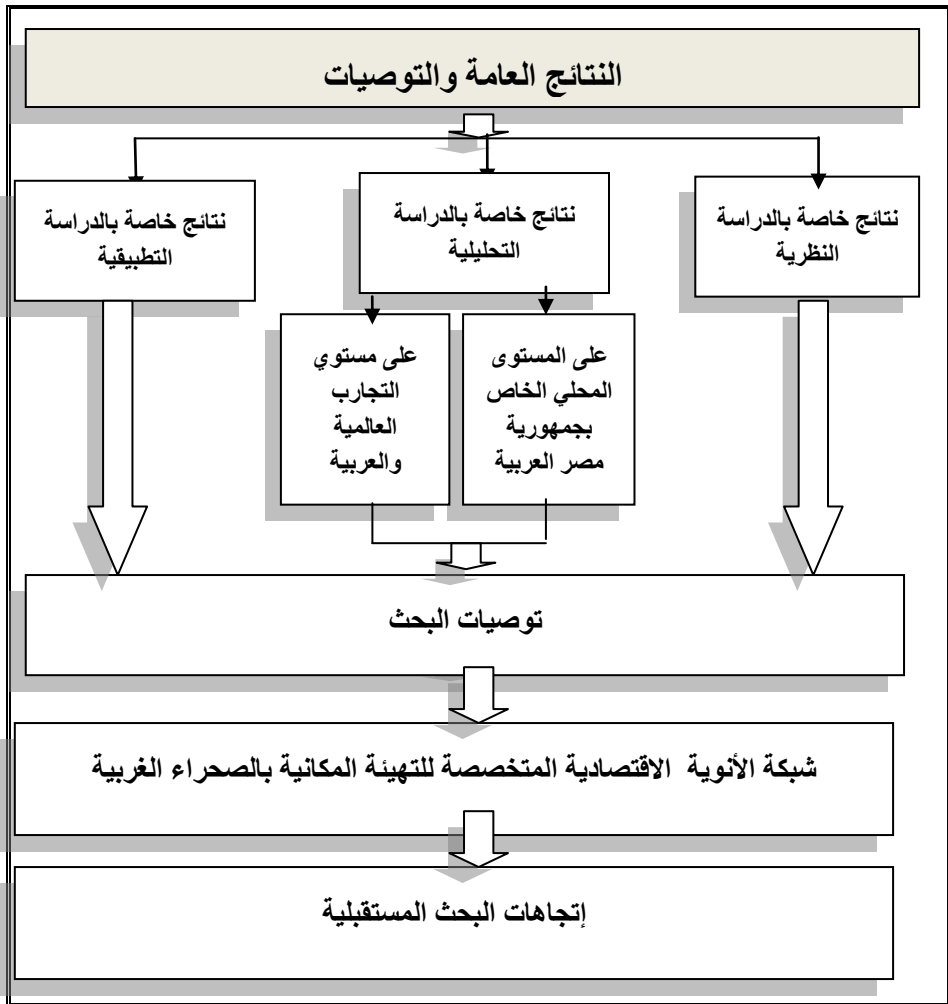 النتائج العامة والتوصيات
نتائج خاصة بالدراسة
النظرية
نتائج خاصة بالدراسة
التحليلية
نتائج خاصة بالدراسة
التطبيقية
على المستوى
المحلي الخاص
بجمهورية
مصر العربية
على مستوي
التجارب
العالمية
والعربية
توصيات البحث
شبكة الأنوية الاقتصادية المتخصصة للتهيئة المكانية بالصحراء الغربية
إتجاهات البحث المستقبلية